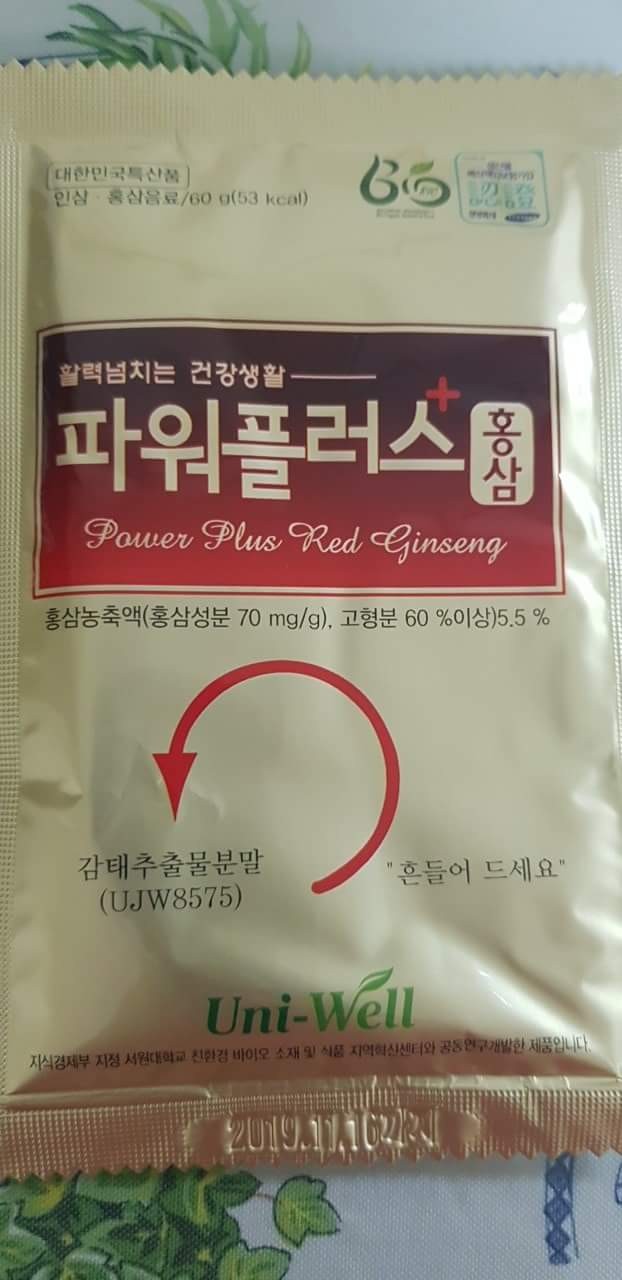 대한민국특산품
인삼 · 홍삼음료/60 g(53 kcal)
활력넘치는 건강생활
파워플러스+
홍삼
Power Plus Red Ginseng
홍삼농축액(홍삼성분 70 mg/g), 고형분 60 %이상)5.5 %
감태추출물분말
(UJW8575)
"흔들어 드세요"
Uni-Well
지식경제부 지정 서원대학교 친환경 바이오 소재 및 식품 지역혁신센터와 공동연구개발한 제품입니다.
2019.11.16까지